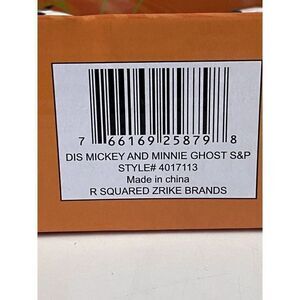 7 66169 25879 8
DIS MICKEY AND MINNIE GHOST S&P
STYLE# 4017113
Made in china
R SQUARED ZRIKE BRANDS